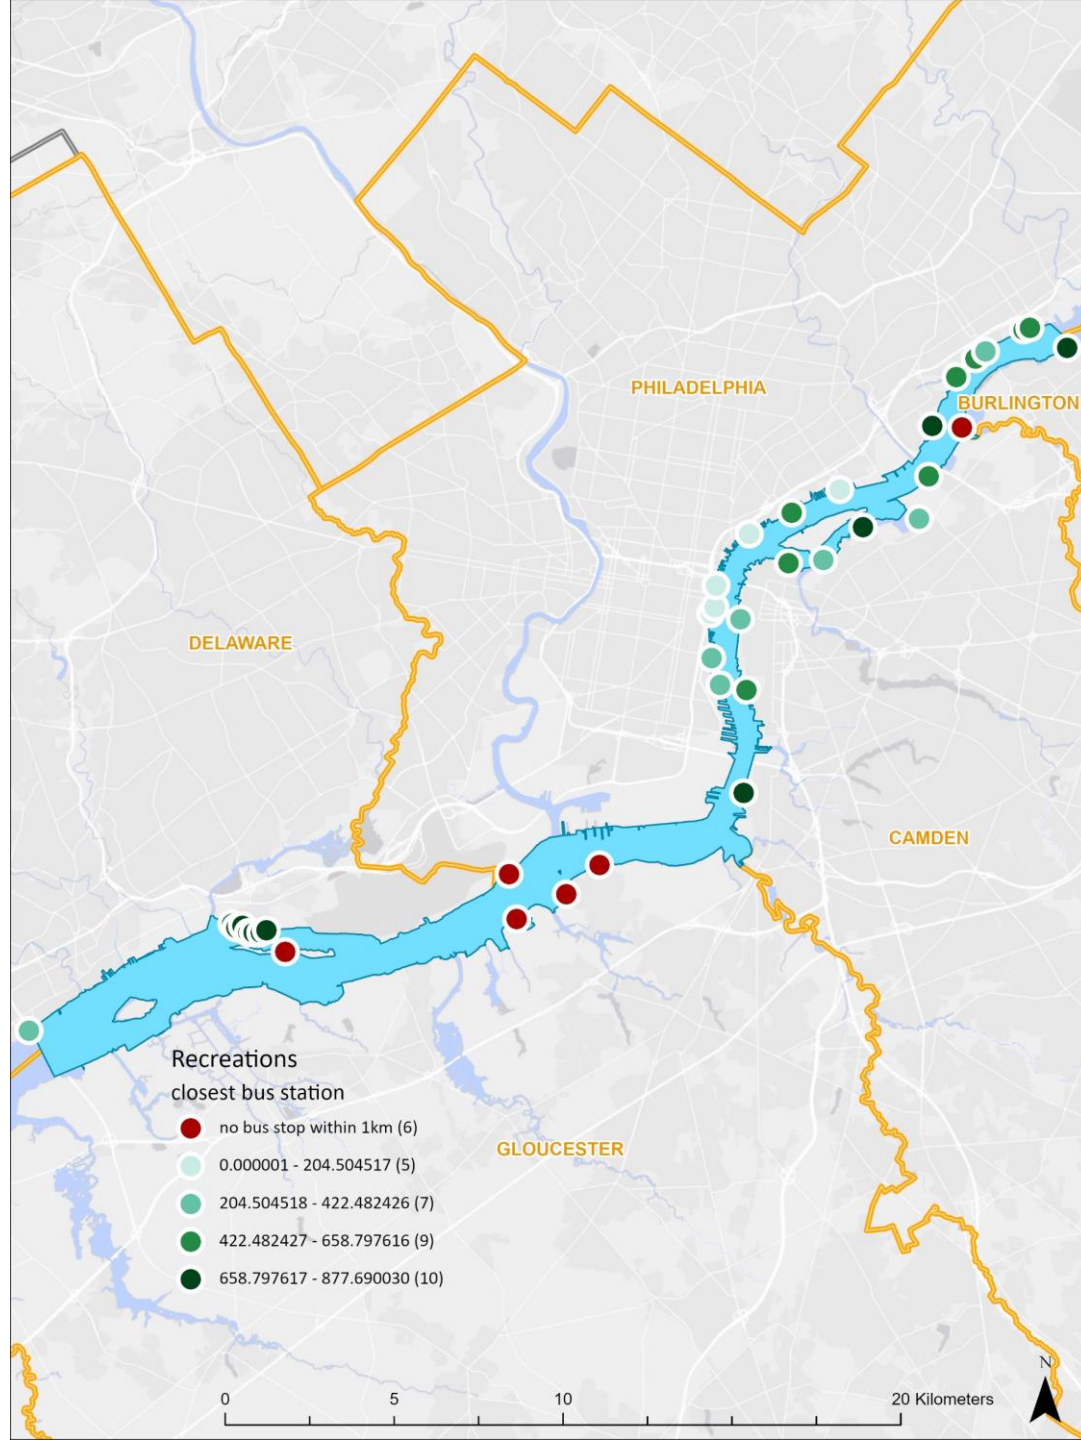 PHILADELPHIA
BURLINGTON
DELAWARE
CAMDEN
Recreations
closest bus station
no bus stop within 1km (6)
0.000001 - 204.504517 (5)
204.504518 - 422.482426 (7)
422.482427 - 658.797616 (9)
658.797617 - 877.690030 (10)
GLOUCESTER
N
0 5 10 20 Kilometers